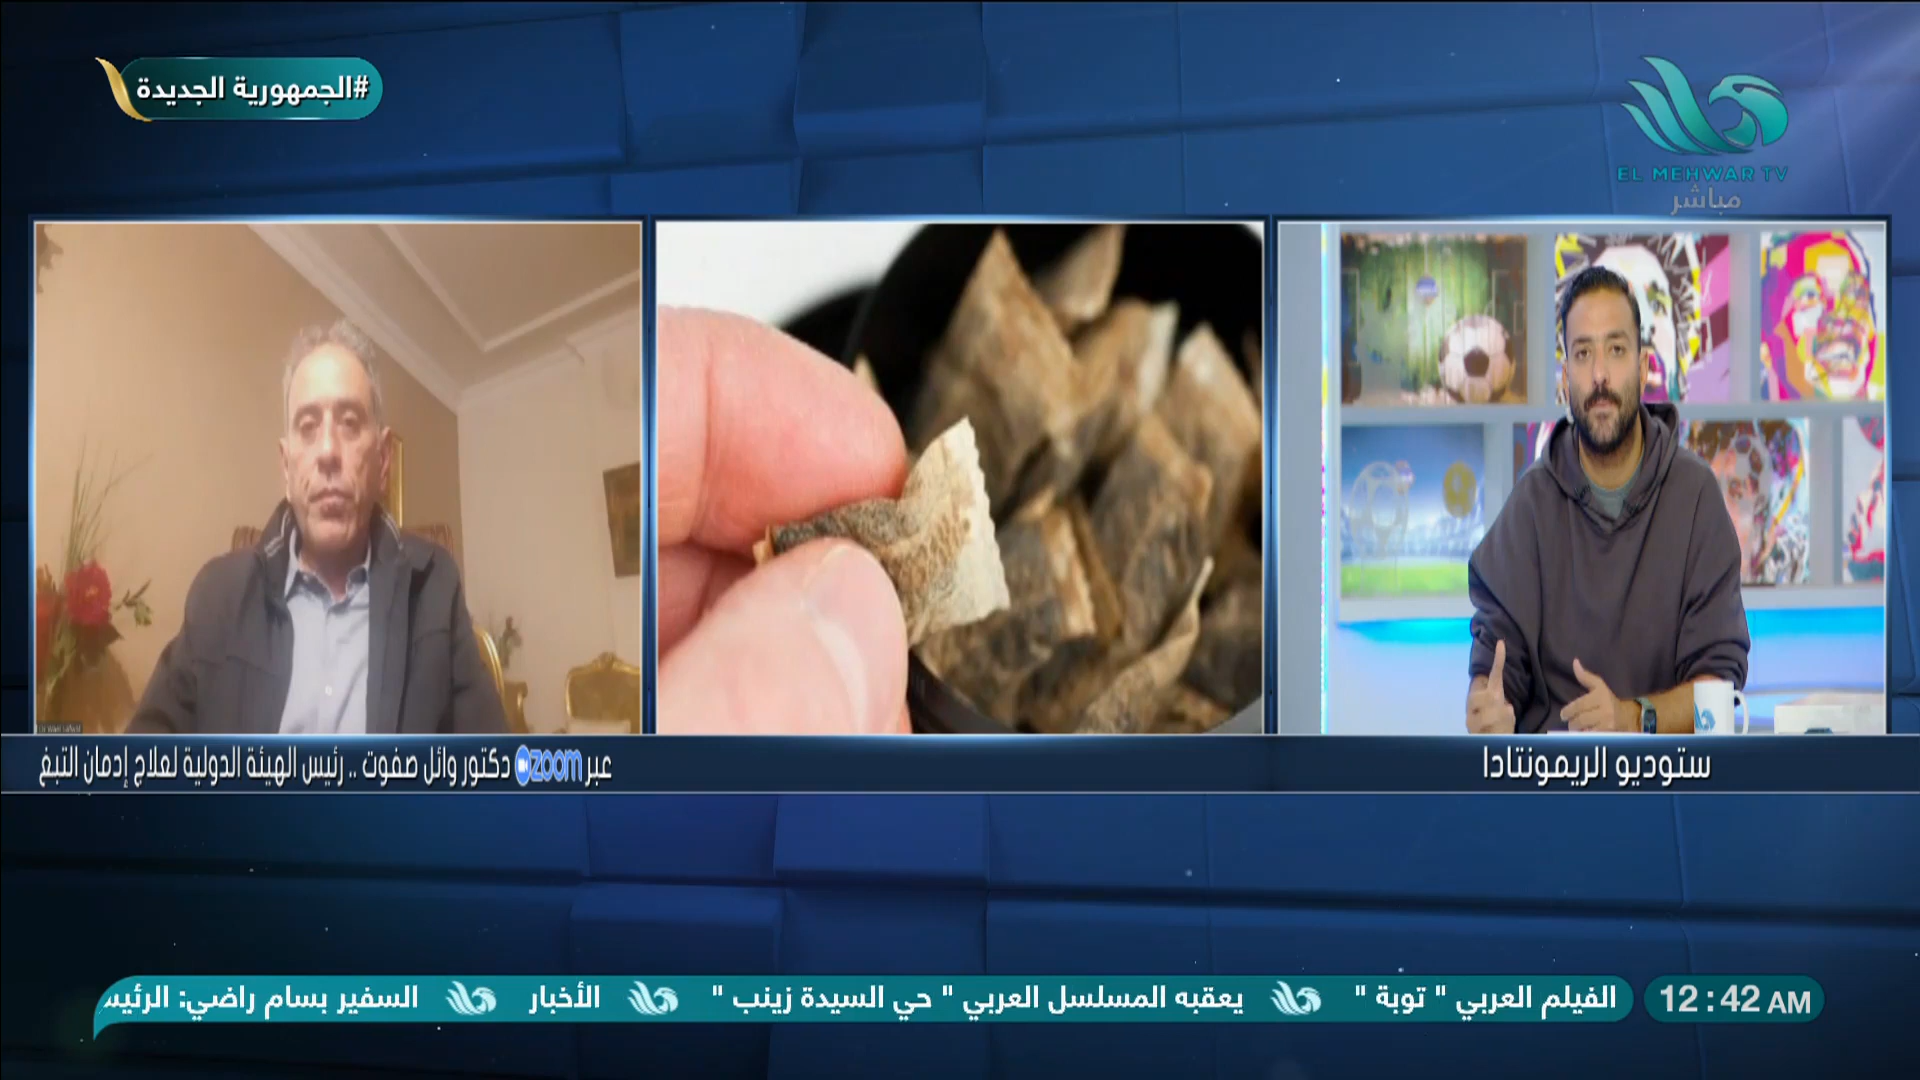 #الجمهورية الجديدة
EL MEHWAR TV
مباشر
ستوديو الريمونتادا
عبر zoom دكتور وائل صفوت .. رئيس الهيئة الدولية لعلاج إدمان التبغ
12:42 AM
الفيلم العربي " توبة " يعقبه المسلسل العربي " حي السيدة زينب " الأخبار السفير بسام راضي: الرئيس